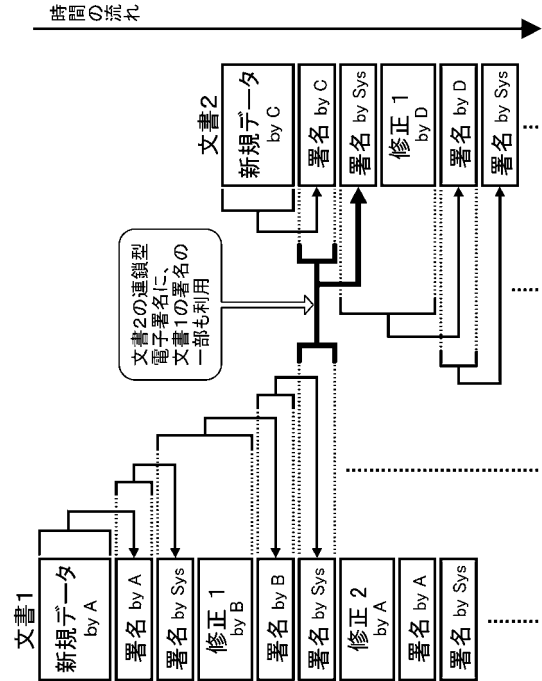 時間の流れ
文書1
新規データ
by A
署名 by A
署名 by Sys
修正 1
by B
署名 by B
署名 by Sys
修正 2
by A
署名 by A
署名 by Sys
文書2の連鎖型
電子署名に、
文書1の署名の
一部も利用
文書2
新規データ
by C
署名 by C
署名 by Sys
修正 1
by D
署名 by D
署名 by Sys